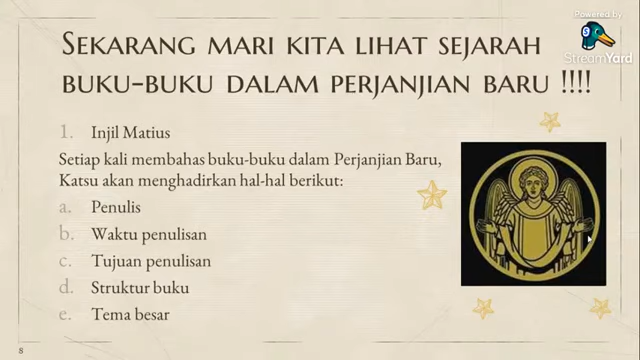 Powered by
StreamYard
SEKARANG MARI KITA LIHAT SEJARAH
BUKU-BUKU DALAM PERJANJIAN BARU !!!!
1. Injil Matius
Setiap kali membahas buku-buku dalam Perjanjian Baru,
Katsu akan menghadirkan hal-hal berikut:
a. Penulis
b. Waktu penulisan
c. Tujuan penulisan
d. Struktur buku
e. Tema besar
8